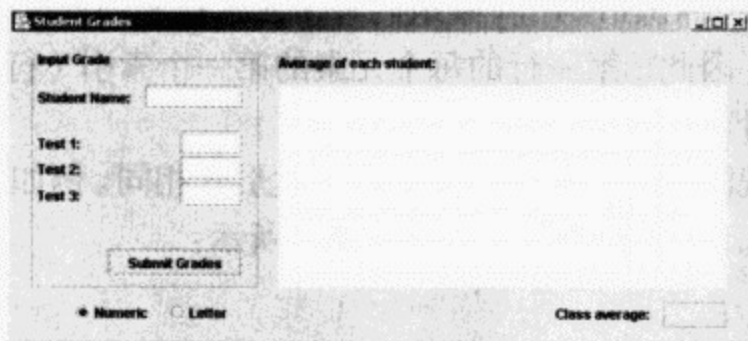 Student Grades
Input Grade
Average of each student:
Student Name:
Test 1:
Test 2:
Test 3:
Submit Grades
Numeric
Letter
Class average: